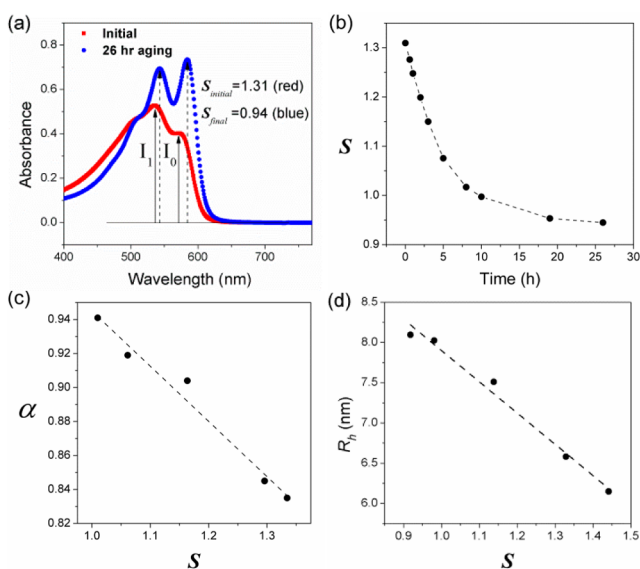 (a)
Initial
26 hr aging
S initial =1.31 (red)
S final =0.94 (blue)
I1 I0
0.8
0.6
0.4
0.2
0.0
Absorbance
400 500 600 700
Wavelength (nm)
(b)
1.3
1.2
1.1
1.0
0.9
S
0 5 10 15 20 25 30
Time (h)
(c)
0.94
0.92
0.90
0.88
0.86
0.84
0.82
α
1.0 1.1 1.2 1.3
S
(d)
8.5
8.0
7.5
7.0
6.5
6.0
Rh (nm)
0.9 1.0 1.1 1.2 1.3 1.4 1.5
S